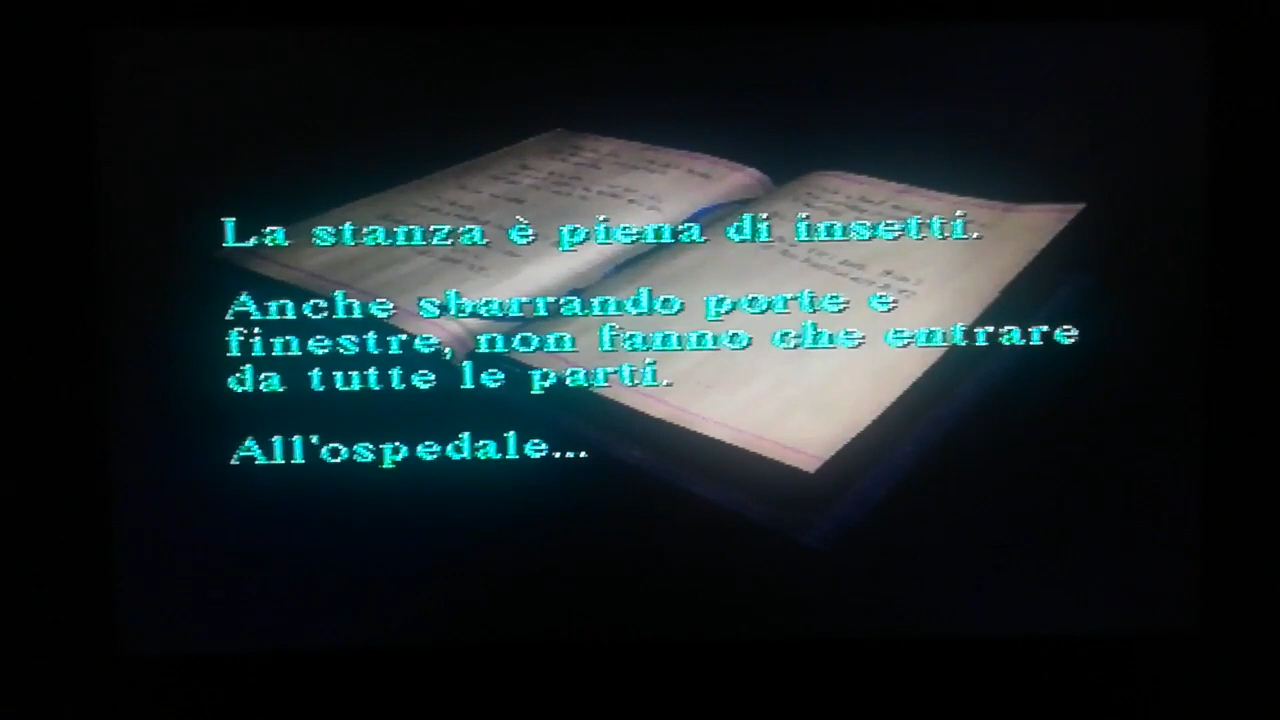 La stanza è piena di insetti.
Anche sbarrando porte e
finestre, non fanno che entrare
da tutte le parti.
All'ospedale...